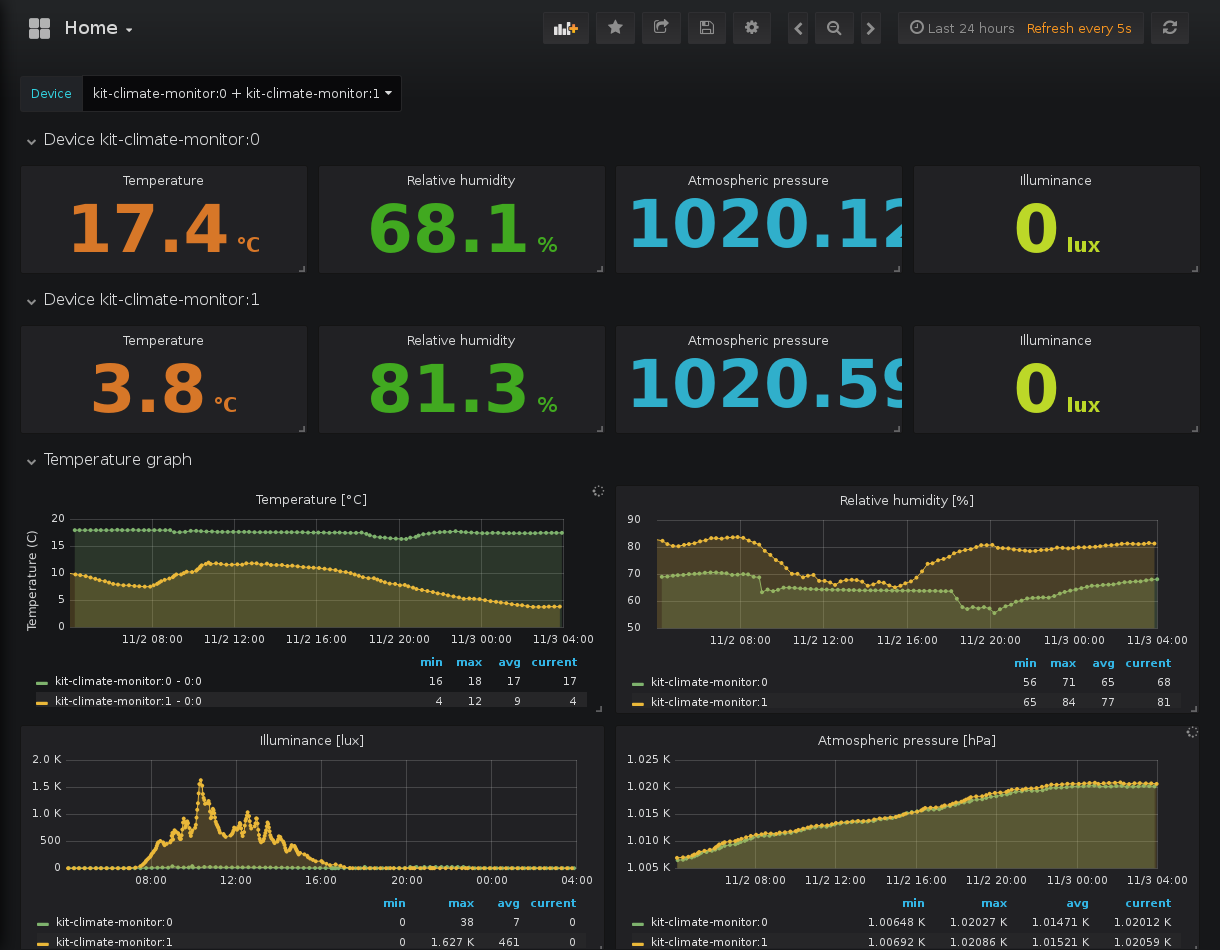 Home
Last 24 hours Refresh every 5s
Device kit-climate-monitor:0 + kit-climate-monitor:1
Device kit-climate-monitor:0
Temperature Relative humidity Atmospheric pressure Illuminance
17.4 °C 68.1 % 1020.12 0 lux
Device kit-climate-monitor:1
Temperature Relative humidity Atmospheric pressure Illuminance
3.8 °C 81.3 % 1020.59 0 lux
Temperature graph
Temperature [°C]
Temperature (C)
20
15
10
5
0
11/2 08:00 11/2 12:00 11/2 16:00 11/2 20:00 11/3 00:00 11/3 04:00
min max avg current
kit-climate-monitor:0 - 0:0 16 18 17 17
kit-climate-monitor:1 - 0:0 4 12 9 4
Relative humidity [%]
90
80
70
60
50
11/2 08:00 11/2 12:00 11/2 16:00 11/2 20:00 11/3 00:00 11/3 04:00
min max avg current
kit-climate-monitor:0 56 71 65 68
kit-climate-monitor:1 65 84 77 81
Illuminance [lux]
2.0 K
1.5 K
1.0 K
500
0
08:00 12:00 16:00 20:00 00:00 04:00
min max avg current
kit-climate-monitor:0 0 38 7 0
kit-climate-monitor:1 0 1.627 K 461 0
Atmospheric pressure [hPa]
1.025 K
1.020 K
1.015 K
1.010 K
1.005 K
11/2 08:00 11/2 12:00 11/2 16:00 11/2 20:00 11/3 00:00 11/3 04:00
min max avg current
kit-climate-monitor:0 1.00648 K 1.02027 K 1.01471 K 1.02012 K
kit-climate-monitor:1 1.00692 K 1.02086 K 1.01521 K 1.02059 K